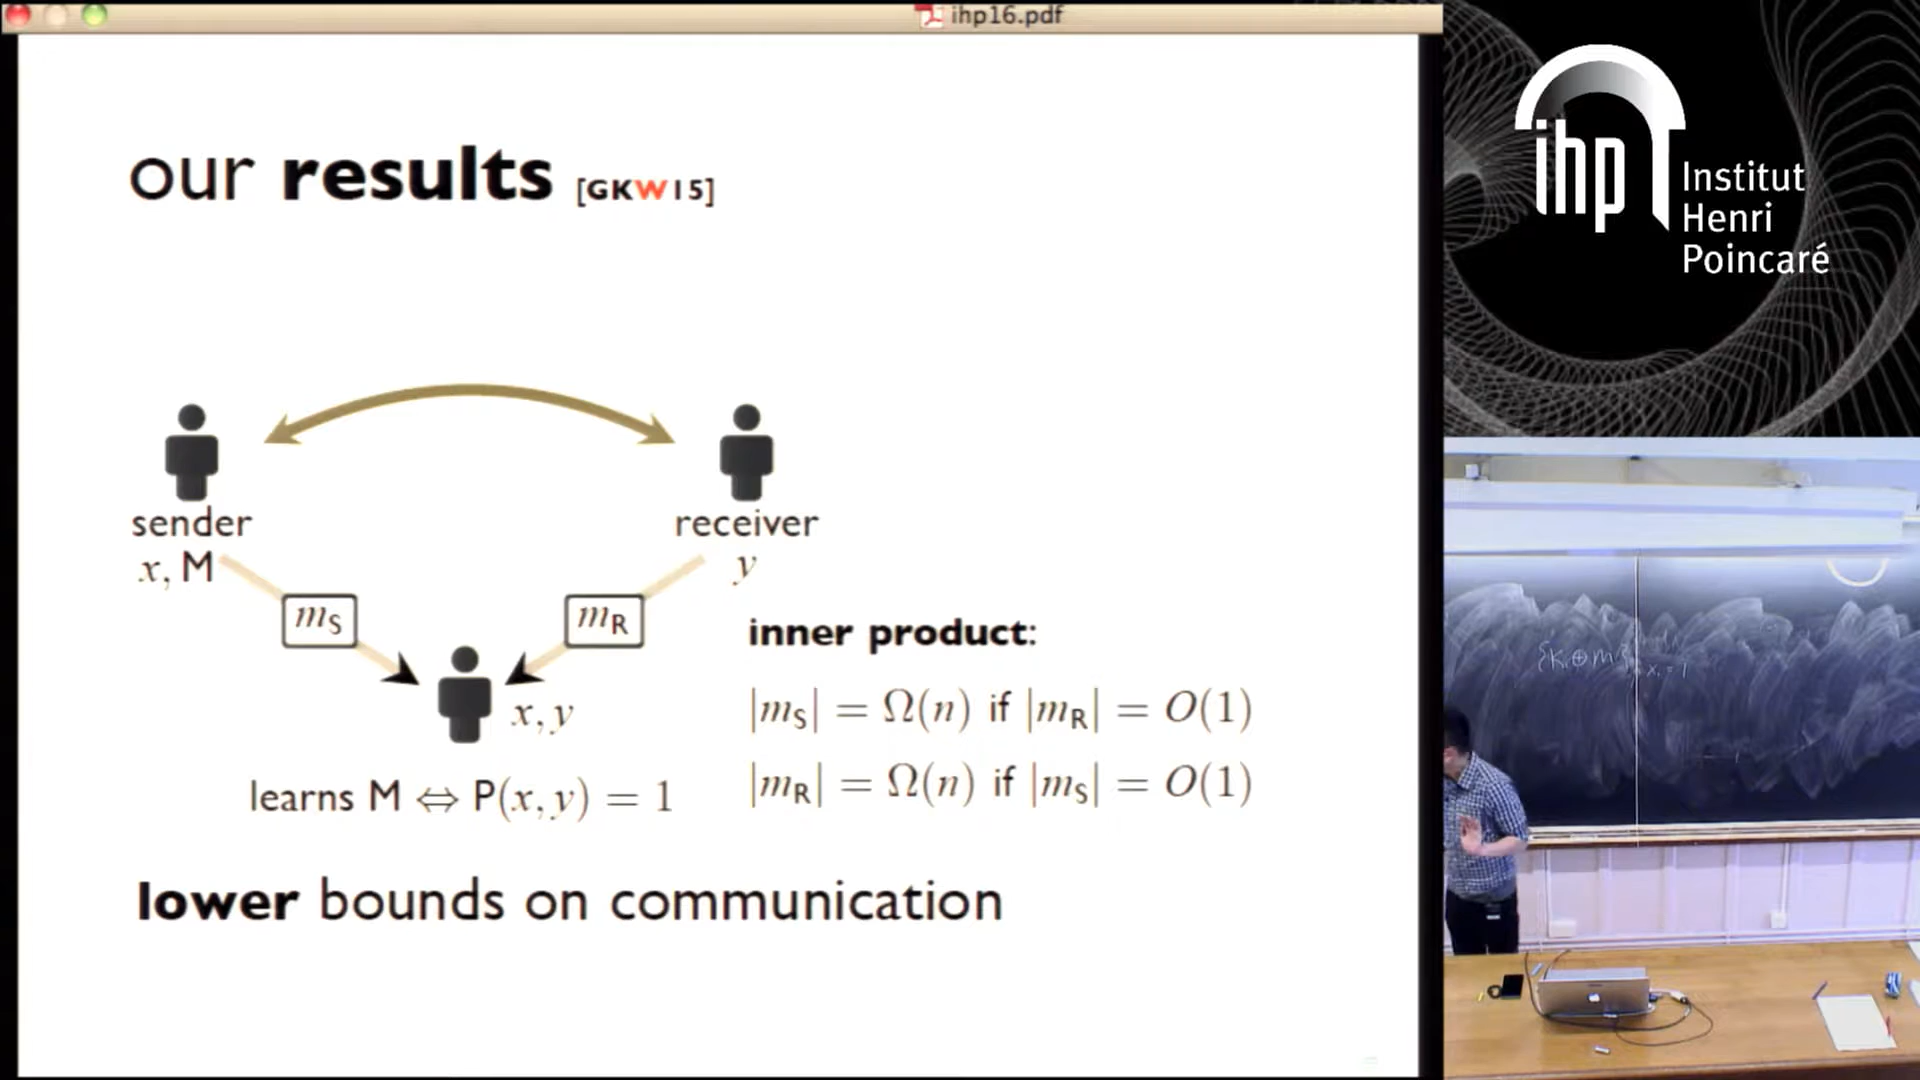 ihp16.pdf
our results [GKW15]
sender
x, M
receiver
y
m_S
m_R
x, y
learns M ⇔ P(x, y) = 1
inner product:
|m_S| = Ω(n) if |m_R| = O(1)
|m_R| = Ω(n) if |m_S| = O(1)
lower bounds on communication
ihp
Institut
Henri
Poincaré